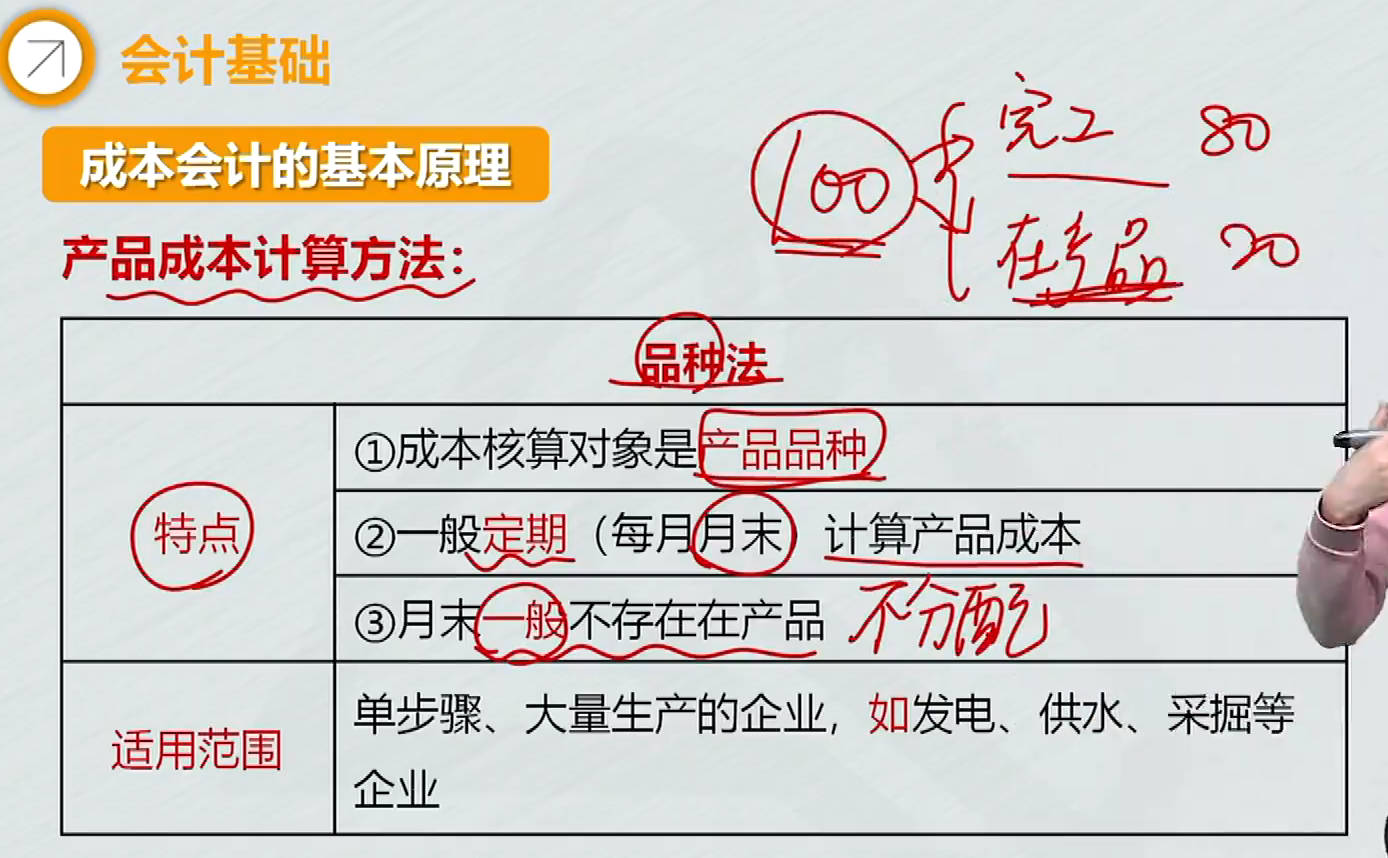 会计基础
成本会计的基本原理
100 完工 80
在产品 20
产品成本计算方法：
品种法
特点
①成本核算对象是产品品种
②一般定期（每月月末）计算产品成本
③月末一般不存在在产品 不分配
适用范围
单步骤、大量生产的企业，如发电、供水、采掘等
企业